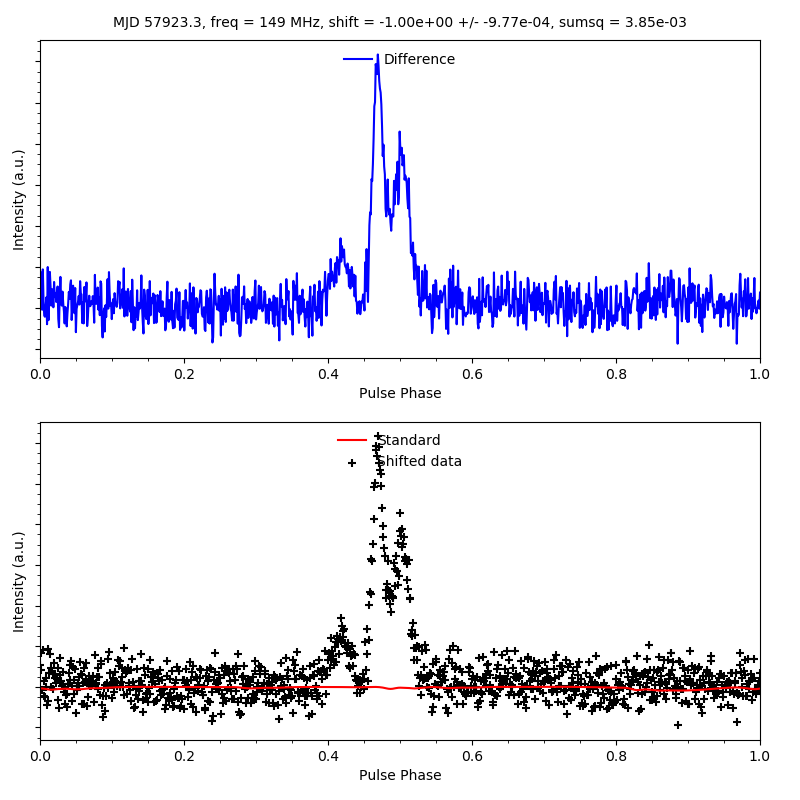 MJD 57923.3, freq = 149 MHz, shift = -1.00e+00 +/- -9.77e-04, sumsq = 3.85e-03
Difference
Intensity (a.u.)
0.0 0.2 0.4 0.6 0.8 1.0
Pulse Phase
Standard
Shifted data
Intensity (a.u.)
0.0 0.2 0.4 0.6 0.8 1.0
Pulse Phase